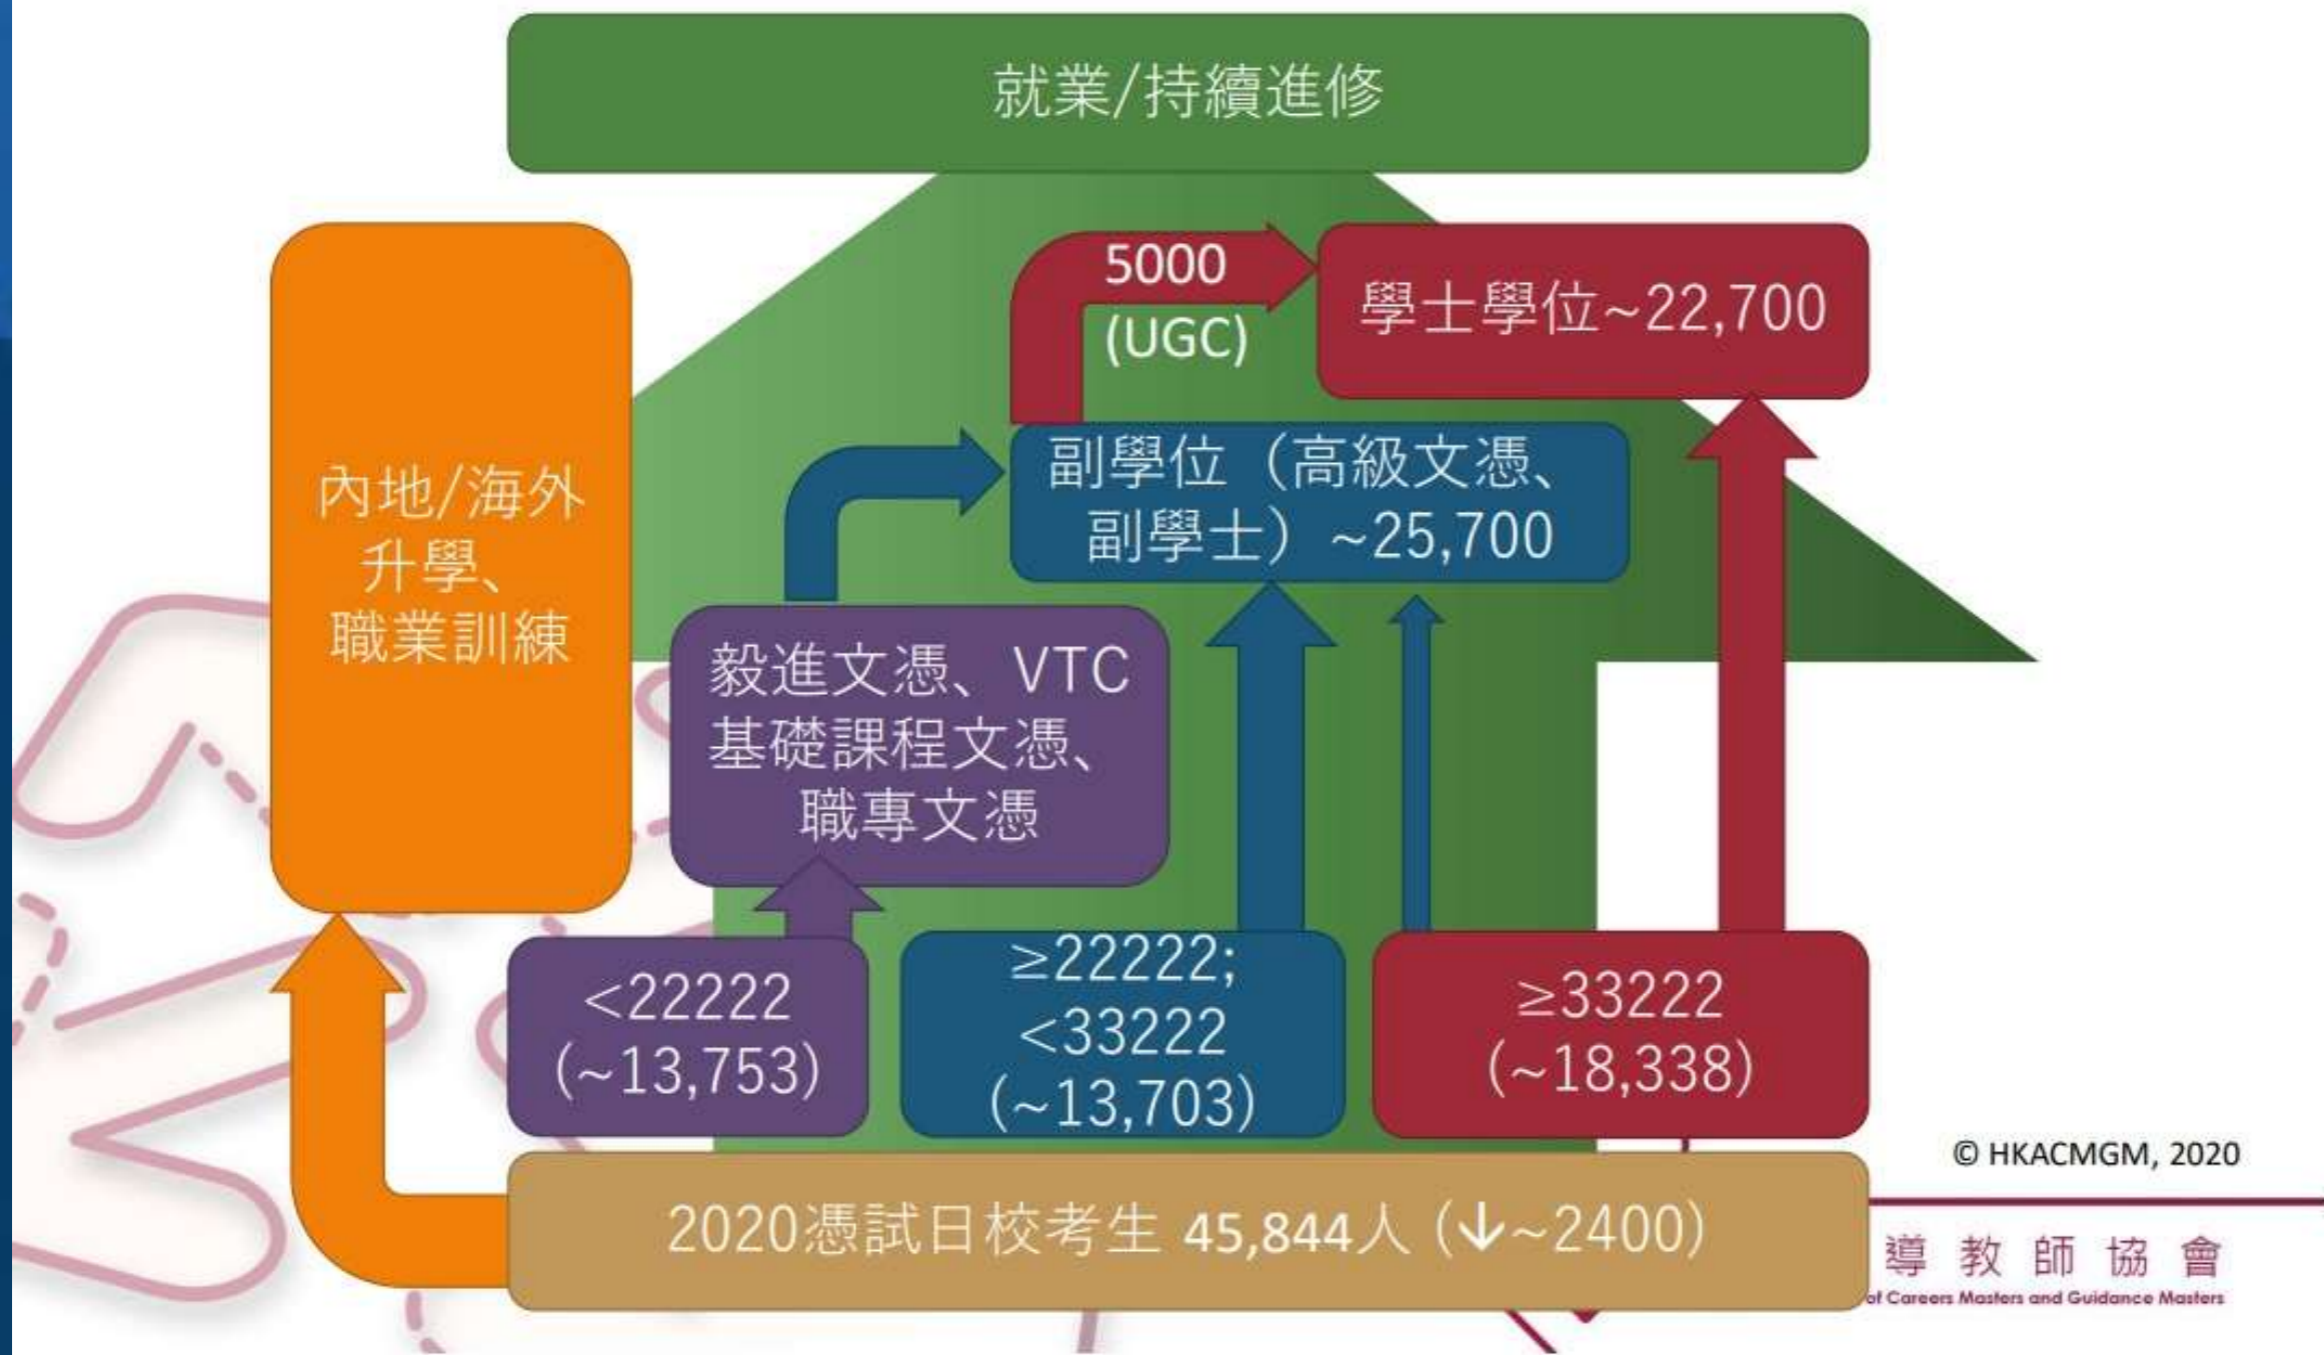 就業/持續進修
5000
(UGC)
學士學位~22,700
內地/海外
升學、
職業訓練
副學位（高級文憑、
副學士）~25,700
毅進文憑、VTC
基礎課程文憑、
職專文憑
<22222
(~13,753)
≥22222;
<33222
(~13,703)
≥33222
(~18,338)
2020憑試日校考生 45,844人 (↓~2400)
© HKACMGM, 2020
導教師協會
of Careers Masters and Guidance Masters